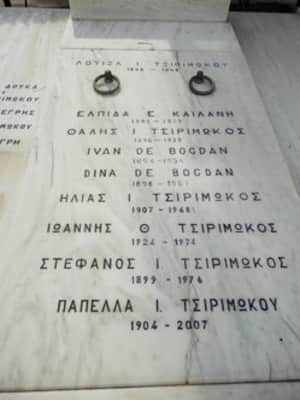 ΔΟΥΚΑ
ΛΟΥΙΖΑ Ι ΤΣΙΡΙΜΩΚΟΥ
ΕΛΠΙΔΑ Ε ΚΑΙΛΑΝΗ
ΘΑΛΗΣ Ι ΤΣΙΡΙΜΩΚΟΣ
IVAN DE BOGDAN
DINA DE BOGDAN
ΗΛΙΑΣ Ι ΤΣΙΡΙΜΩΚΟΣ
1907 - 1968
ΙΩΑΝΝΗΣ Θ ΤΣΙΡΙΜΩΚΟΣ
1924 - 1974
ΣΤΕΦΑΝΟΣ Ι ΤΣΙΡΙΜΩΚΟΣ
1899 - 1976
ΠΑΠΕΛΛΑ Ι. ΤΣΙΡΙΜΩΚΟΥ
1904 - 2007